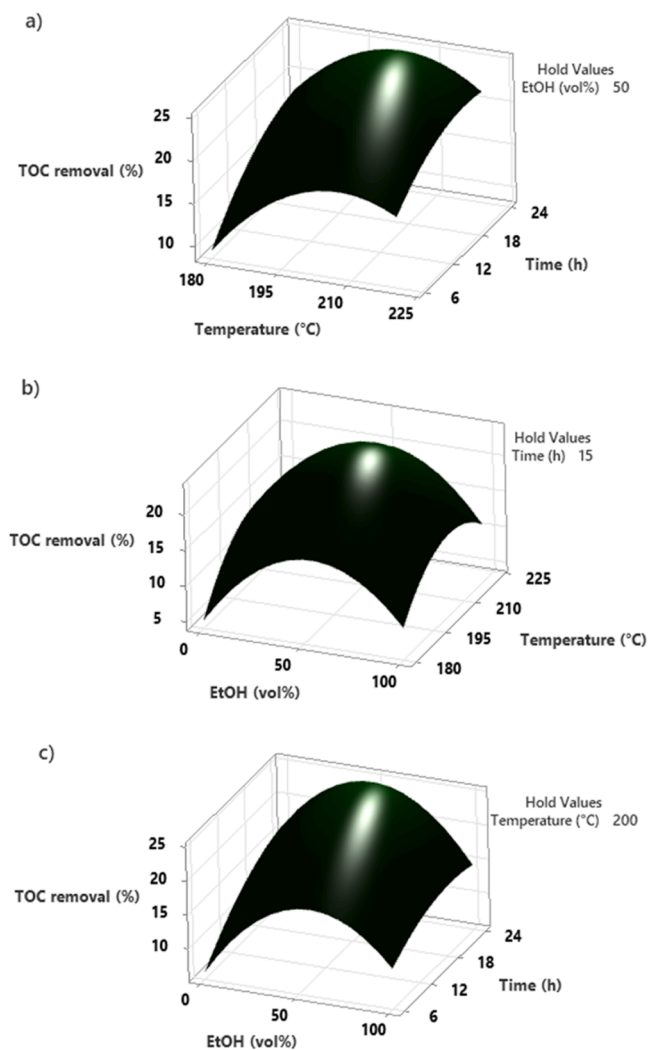 a)
Hold Values
EtOH (vol%) 50
25
20
TOC removal (%)
15
10
24
18
Time (h)
12
6
180
195
210
225
Temperature (°C)
b)
Hold Values
Time (h) 15
20
TOC removal (%)
15
10
5
225
210
Temperature (°C)
195
180
0
50
100
EtOH (vol%)
c)
Hold Values
Temperature (°C) 200
25
20
TOC removal (%)
15
10
24
18
Time (h)
12
6
0
50
100
EtOH (vol%)